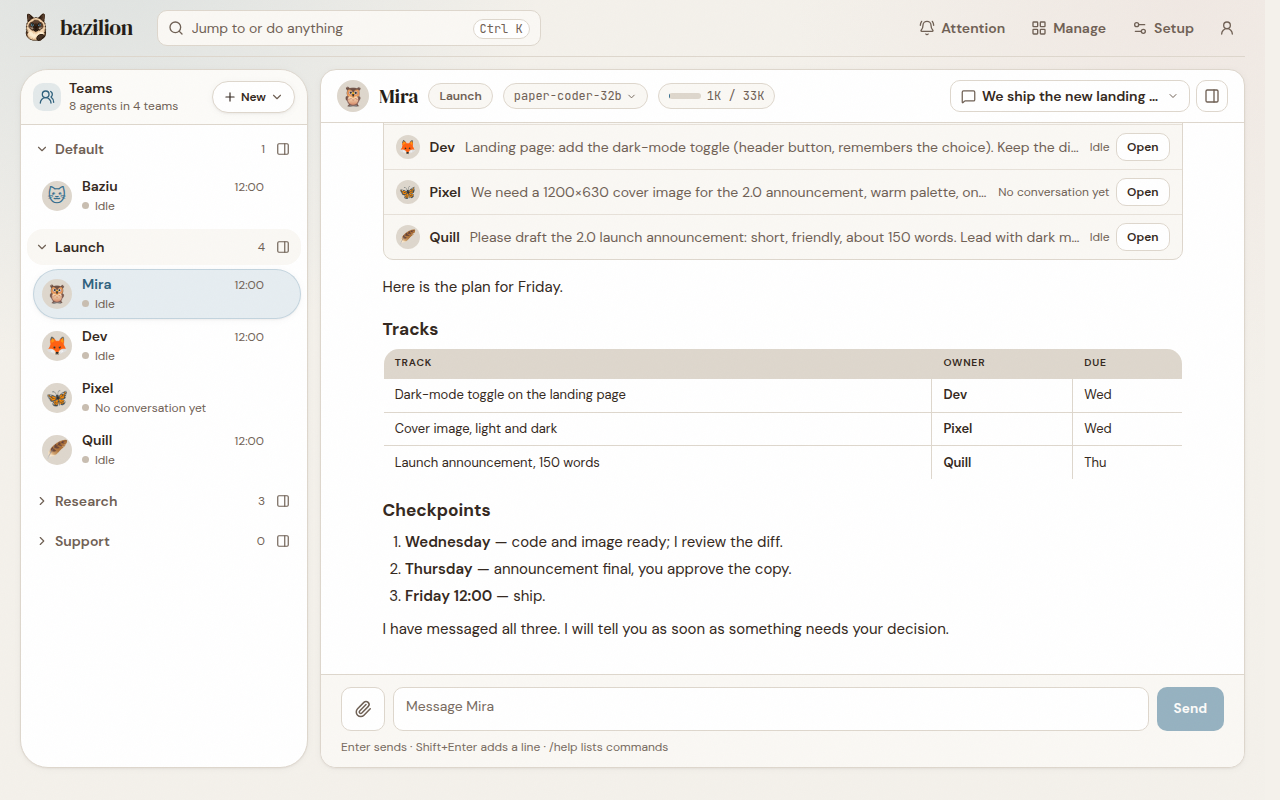 bazilion
Jump to or do anything
Ctrl K
Attention
Manage
Setup
Teams
8 agents in 4 teams
New
Default
1
Baziu
12:00
Idle
Launch
4
Mira
12:00
Idle
Dev
12:00
Idle
Pixel
No conversation yet
Quill
12:00
Idle
Research
3
Support
0
Mira
Launch
paper-coder-32b
1K / 33K
We ship the new landing ...
Dev Landing page: add the dark-mode toggle (header button, remembers the choice). Keep the di... Idle Open
Pixel We need a 1200×630 cover image for the 2.0 announcement, warm palette, on... No conversation yet Open
Quill Please draft the 2.0 launch announcement: short, friendly, about 150 words. Lead with dark m... Idle Open
Here is the plan for Friday.
Tracks
TRACK OWNER DUE
Dark-mode toggle on the landing page Dev Wed
Cover image, light and dark Pixel Wed
Launch announcement, 150 words Quill Thu
Checkpoints
1. Wednesday — code and image ready; I review the diff.
2. Thursday — announcement final, you approve the copy.
3. Friday 12:00 — ship.
I have messaged all three. I will tell you as soon as something needs your decision.
Message Mira
Send
Enter sends · Shift+Enter adds a line · /help lists commands